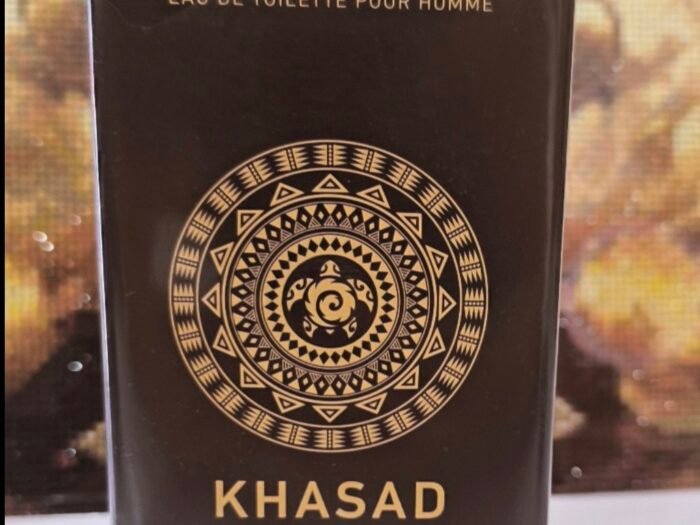 EAU DE TOILETTE POUR HOMME
KHASAD